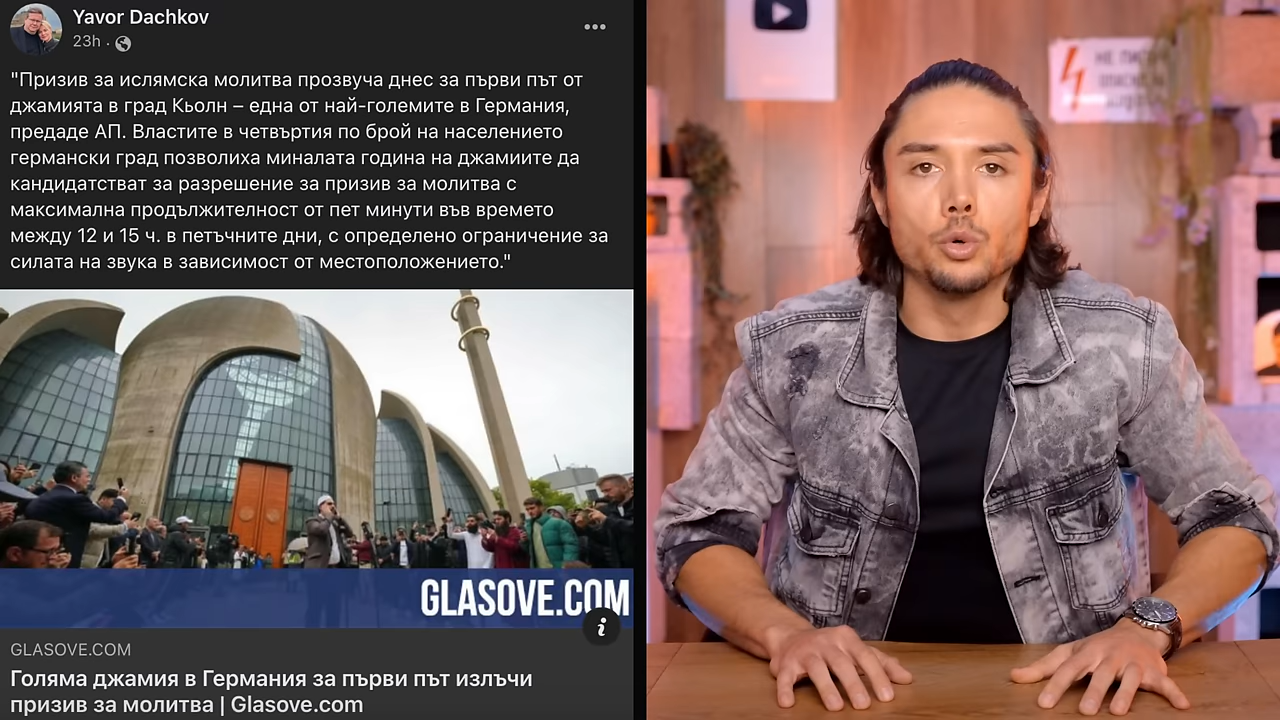 Yavor Dachkov
23h ·
"Призив за ислямска молитва прозвуча днес за първи път от
джамията в град Кьолн – една от най-големите в Германия,
предаде АП. Властите в четвъртия по брой на населението
германски град позволиха миналата година на джамиите да
кандидатстват за разрешение за призив за молитва с
максимална продължителност от пет минути във времето
между 12 и 15 ч. в петъчните дни, с определено ограничение за
силата на звука в зависимост от местоположението."
GLASOVE.COM
GLASOVE.COM
Голяма джамия в Германия за първи път излъчи
призив за молитва | Glasove.com
НЕ